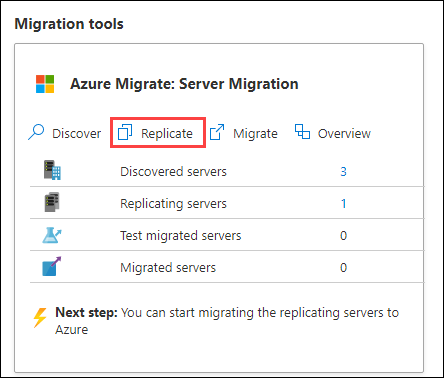 Migration tools
Azure Migrate: Server Migration
Discover Replicate Migrate Overview
Discovered servers 3
Replicating servers 1
Test migrated servers 0
Migrated servers 0
Next step: You can start migrating the replicating servers to
Azure